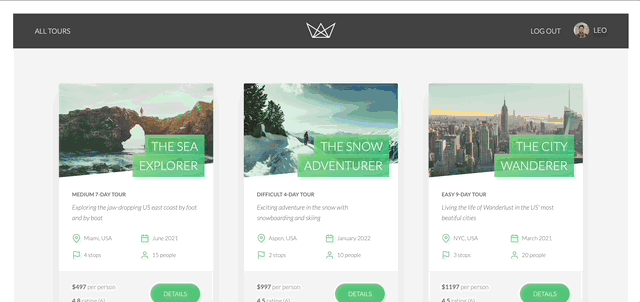 ALL TOURS
LOG OUT
LEO
THE SEA
EXPLORER
MEDIUM 7-DAY TOUR
Exploring the jaw-dropping US east coast by foot
and by boat
Miami, USA
June 2021
4 stops
15 people
$497 per person
4.8 rating (6)
DETAILS
THE SNOW
ADVENTURER
DIFFICULT 4-DAY TOUR
Exciting adventure in the snow with
snowboarding and skiing
Aspen, USA
January 2022
2 stops
10 people
$997 per person
4.5 rating (6)
DETAILS
THE CITY
WANDERER
EASY 9-DAY TOUR
Living the life of Wanderlust in the US' most
beatiful cities
NYC, USA
March 2021
3 stops
20 people
$1197 per person
4.5 rating (6)
DETAILS